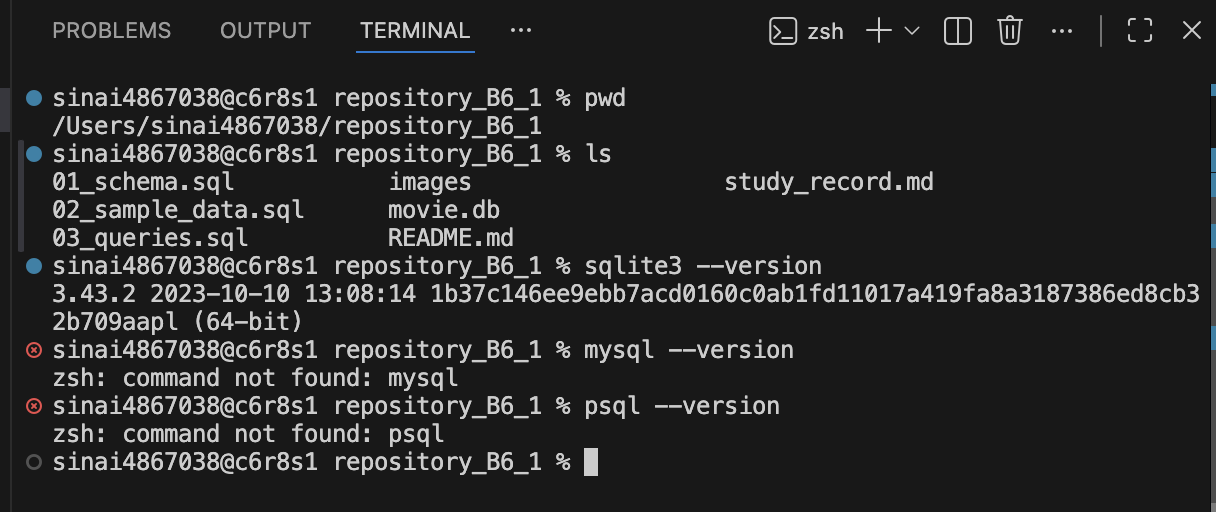 PROBLEMS OUTPUT TERMINAL ··· zsh ···
sinai4867038@c6r8s1 repository_B6_1 % pwd
/Users/sinai4867038/repository_B6_1
sinai4867038@c6r8s1 repository_B6_1 % ls
01_schema.sql images study_record.md
02_sample_data.sql movie.db
03_queries.sql README.md
sinai4867038@c6r8s1 repository_B6_1 % sqlite3 --version
3.43.2 2023-10-10 13:08:14 1b37c146ee9ebb7acd0160c0ab1fd11017a419fa8a3187386ed8cb3
2b709aapl (64-bit)
sinai4867038@c6r8s1 repository_B6_1 % mysql --version
zsh: command not found: mysql
sinai4867038@c6r8s1 repository_B6_1 % psql --version
zsh: command not found: psql
sinai4867038@c6r8s1 repository_B6_1 %